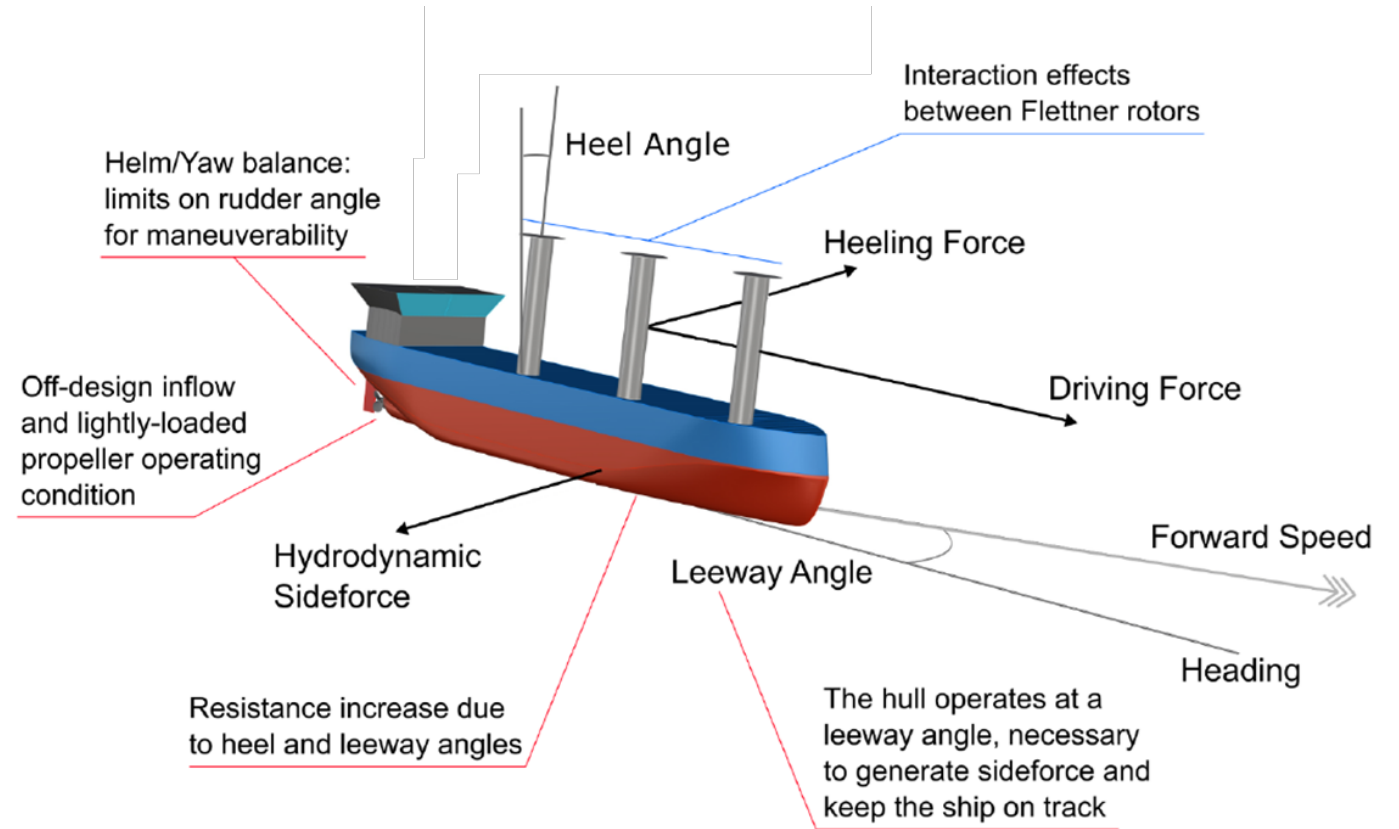 Interaction effects
between Flettner rotors
Heel Angle
Helm/Yaw balance:
limits on rudder angle
for maneuverability
Heeling Force
Driving Force
Off-design inflow
and lightly-loaded
propeller operating
condition
Forward Speed
Hydrodynamic
Sideforce
Leeway Angle
Heading
Resistance increase due
to heel and leeway angles
The hull operates at a
leeway angle, necessary
to generate sideforce and
keep the ship on track